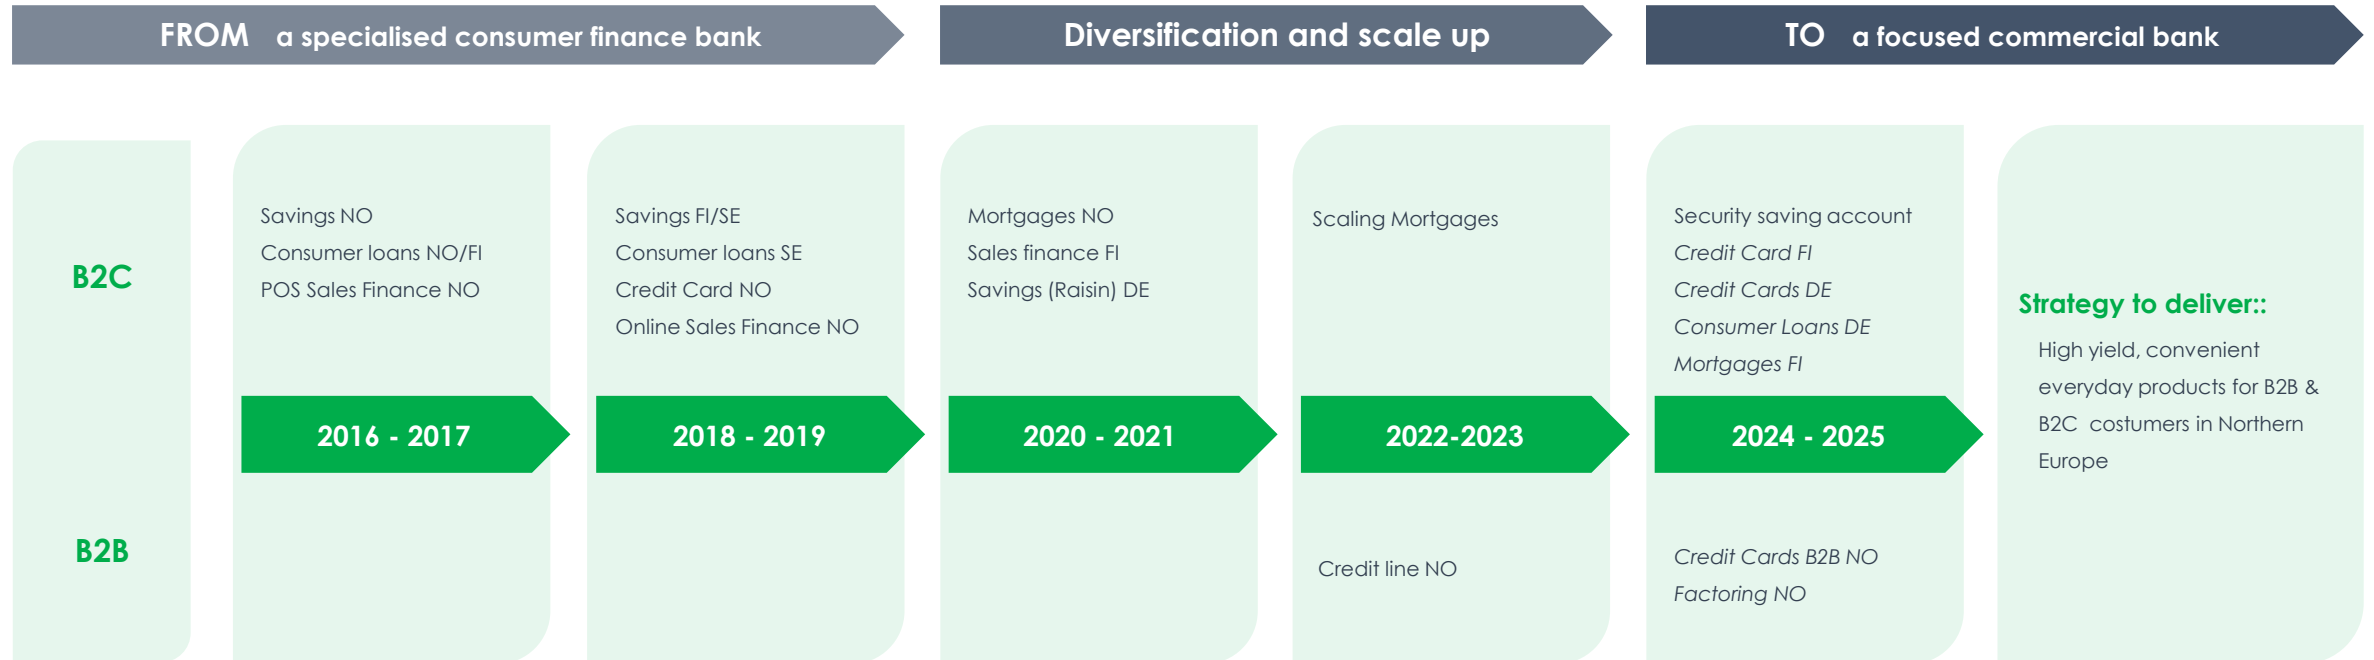 FROM a specialised consumer finance bank
Diversification and scale up
TO a focused commercial bank
B2C
Savings NO
Consumer loans NO/FI
POS Sales Finance NO
Savings FI/SE
Consumer loans SE
Credit Card NO
Online Sales Finance NO
Mortgages NO
Sales finance FI
Savings (Raisin) DE
Scaling Mortgages
Security saving account
Credit Card FI
Credit Cards DE
Consumer Loans DE
Mortgages FI
2016 - 2017
2018 - 2019
2020 - 2021
2022-2023
2024 - 2025
B2B
Credit line NO
Credit Cards B2B NO
Factoring NO
Strategy to deliver::
High yield, convenient
everyday products for B2B &
B2C costumers in Northern
Europe